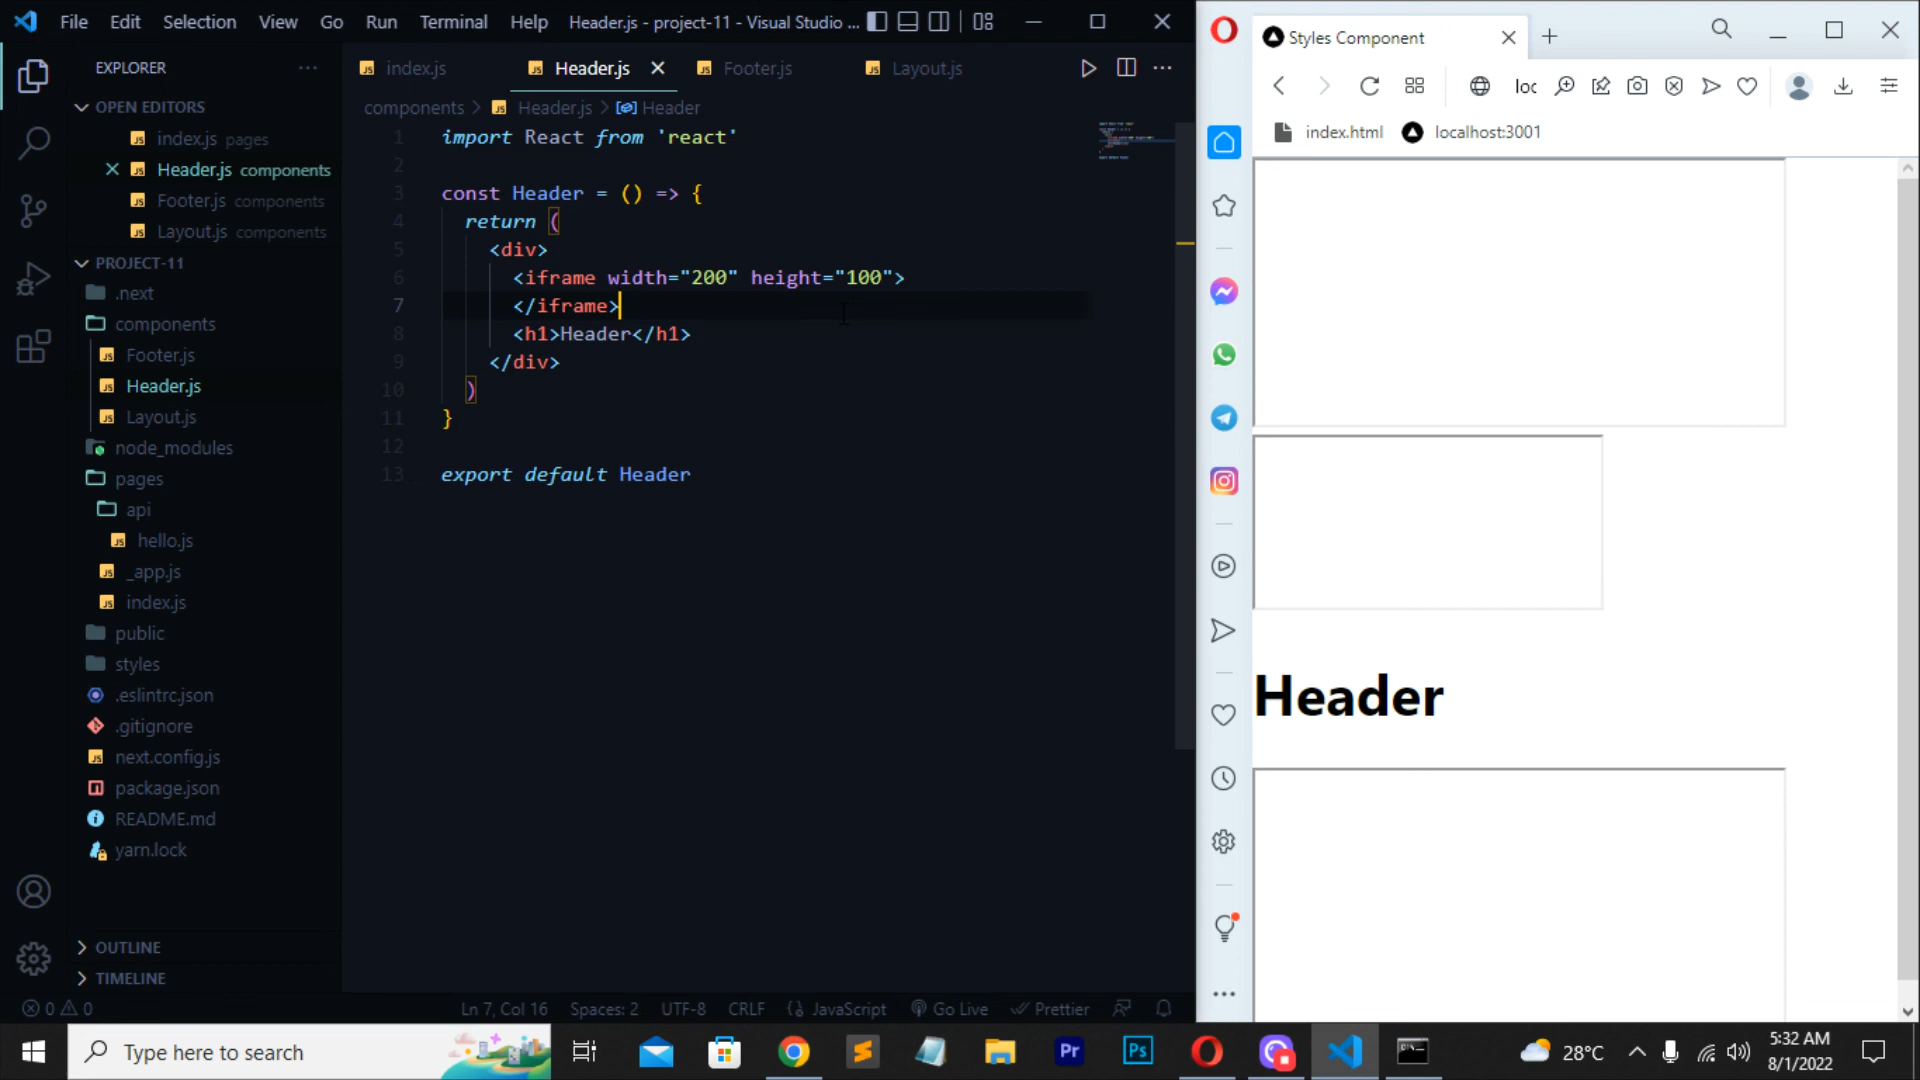 File Edit Selection View Go Run Terminal Help Header.js - project-11 - Visual Studio ...
EXPLORER
OPEN EDITORS
index.js pages
Header.js components
Footer.js components
Layout.js components
PROJECT-11
.next
components
Footer.js
Header.js
Layout.js
node_modules
pages
api
hello.js
_app.js
index.js
public
styles
.eslintrc.json
.gitignore
next.config.js
package.json
README.md
yarn.lock
OUTLINE
TIMELINE
index.js Header.js Footer.js Layout.js
components > Header.js > Header
1 import React from 'react'
2
3 const Header = () => {
4 return (
5 <div>
6 <iframe width="200" height="100">
7 </iframe>
8 <h1>Header</h1>
9 </div>
10 )
11 }
12
13 export default Header
0 0 Ln 7, Col 16 Spaces: 2 UTF-8 CRLF {} JavaScript Go Live Prettier
Styles Component
loc
index.html localhost:3001
Header
Type here to search
Pr
Ps
28°C
5:32 AM
8/1/2022